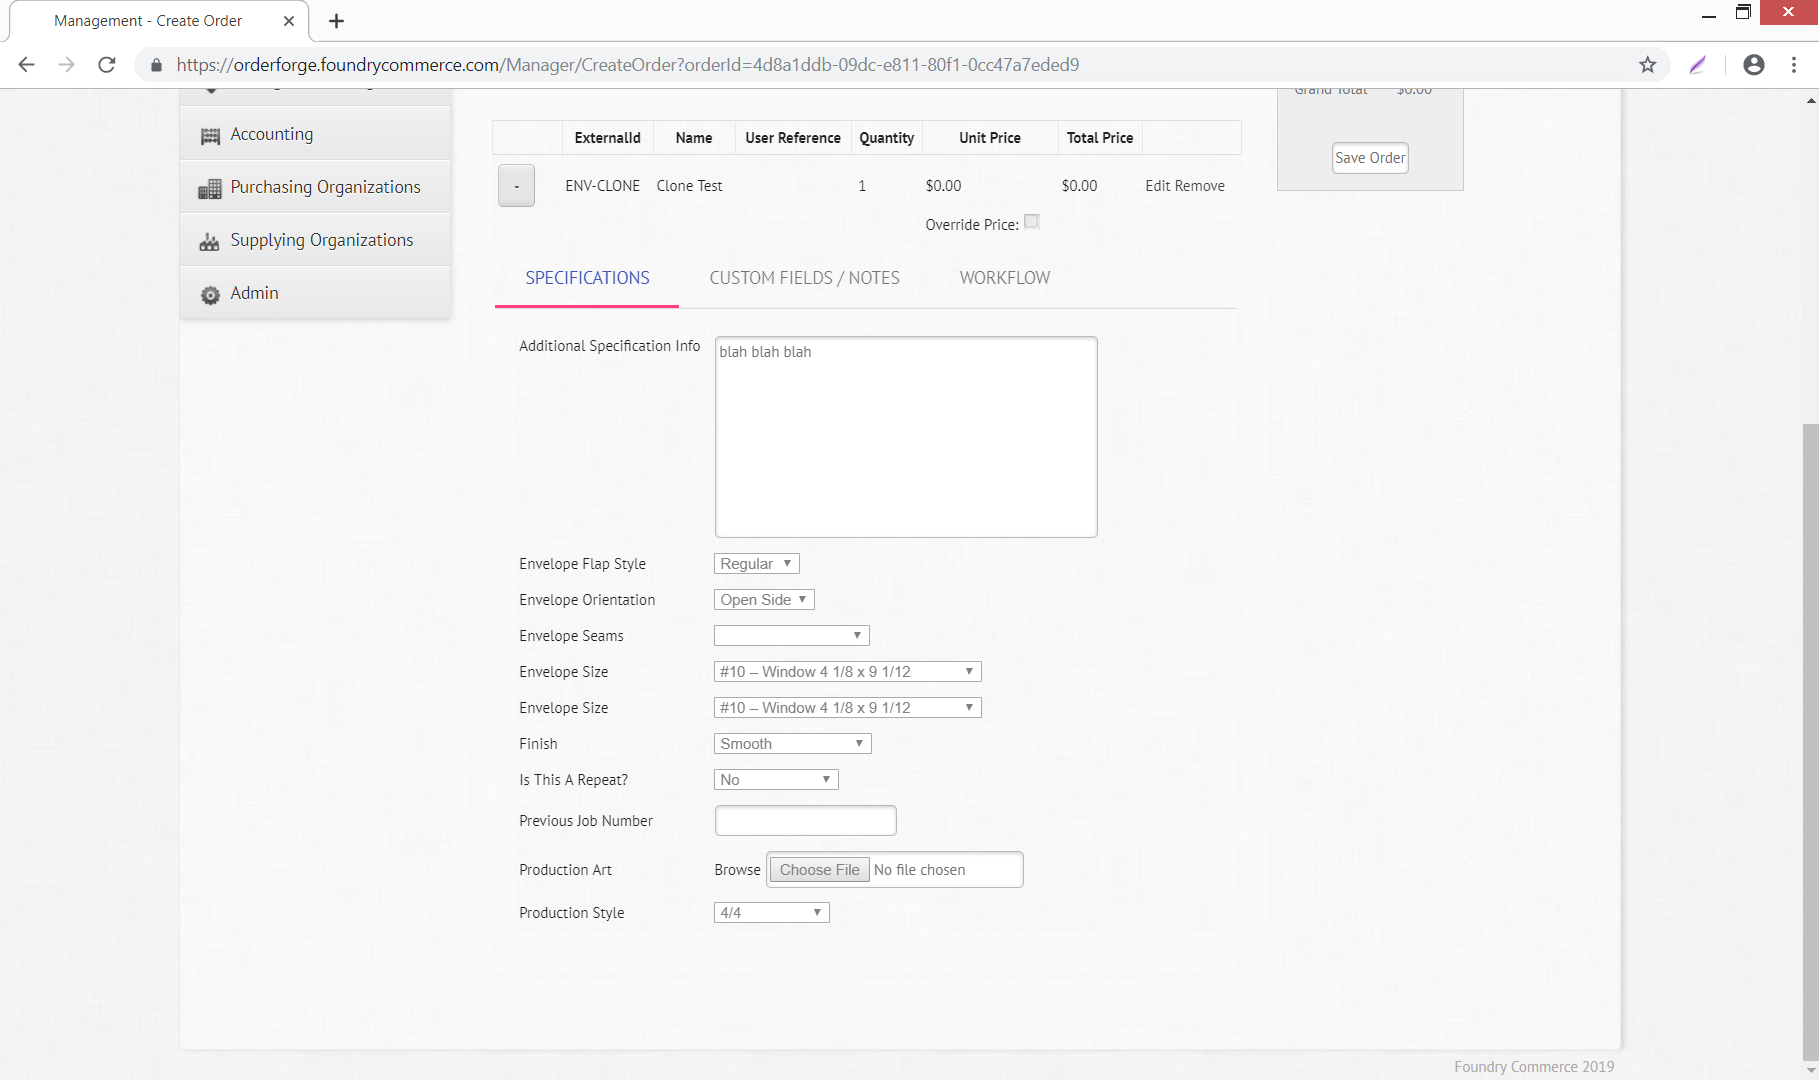 Management - Create Order
https://orderforge.foundrycommerce.com/Manager/CreateOrder?orderId=4d8a1ddb-09dc-e811-80f1-0cc47a7eded9
Grand Total $0.00
Save Order
Accounting
Purchasing Organizations
Supplying Organizations
Admin
ExternalId Name User Reference Quantity Unit Price Total Price
- ENV-CLONE Clone Test 1 $0.00 $0.00 Edit Remove
Override Price:
SPECIFICATIONS CUSTOM FIELDS / NOTES WORKFLOW
Additional Specification Info blah blah blah
Envelope Flap Style Regular
Envelope Orientation Open Side
Envelope Seams
Envelope Size #10 – Window 4 1/8 x 9 1/12
Envelope Size #10 – Window 4 1/8 x 9 1/12
Finish Smooth
Is This A Repeat? No
Previous Job Number
Production Art Browse Choose File No file chosen
Production Style 4/4
Foundry Commerce 2019